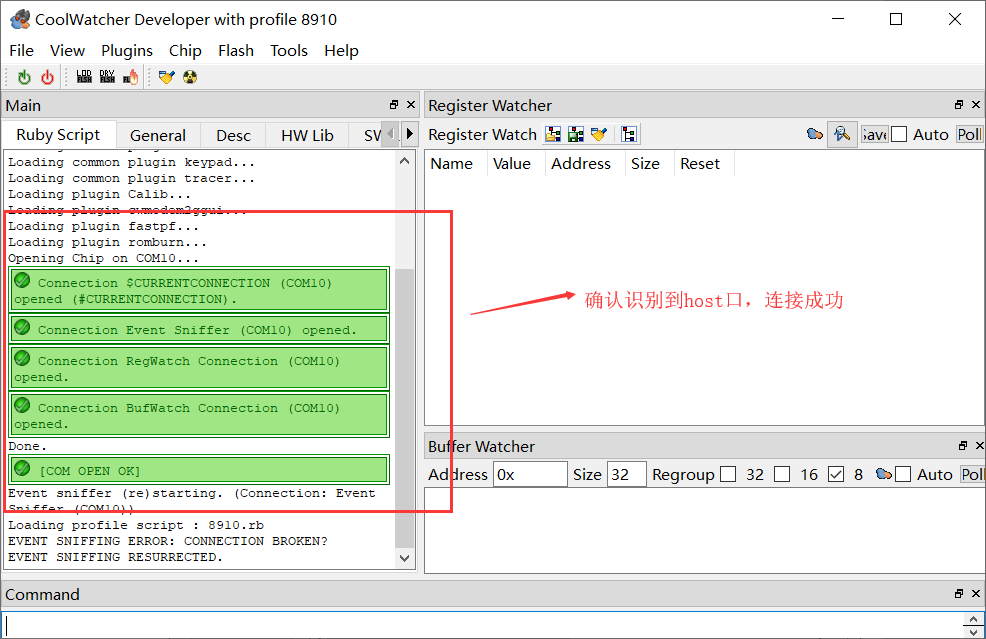 CoolWatcher Developer with profile 8910
File View Plugins Chip Flash Tools Help
Main
Ruby Script General Desc HW Lib SW
Loading common plugin keypad...
Loading common plugin tracer...
Loading plugin Calib...
Loading plugin cwmodem2ggui...
Loading plugin fastpf...
Loading plugin romburn...
Opening Chip on COM10...
Connection $CURRENTCONNECTION (COM10)
opened (#CURRENTCONNECTION).
Connection Event Sniffer (COM10) opened.
Connection RegWatch Connection (COM10)
opened.
Connection BufWatch Connection (COM10)
opened.
Done.
[COM OPEN OK]
Event sniffer (re)starting. (Connection: Event
Sniffer (COM10))
Loading profile script : 8910.rb
EVENT SNIFFING ERROR: CONNECTION BROKEN?
EVENT SNIFFING RESURRECTED.
Register Watcher
Register Watch Auto Poll
Name Value Address Size Reset
确认识别到host口，连接成功
Buffer Watcher
Address 0x Size 32 Regroup 32 16 8 Auto Poll
Command